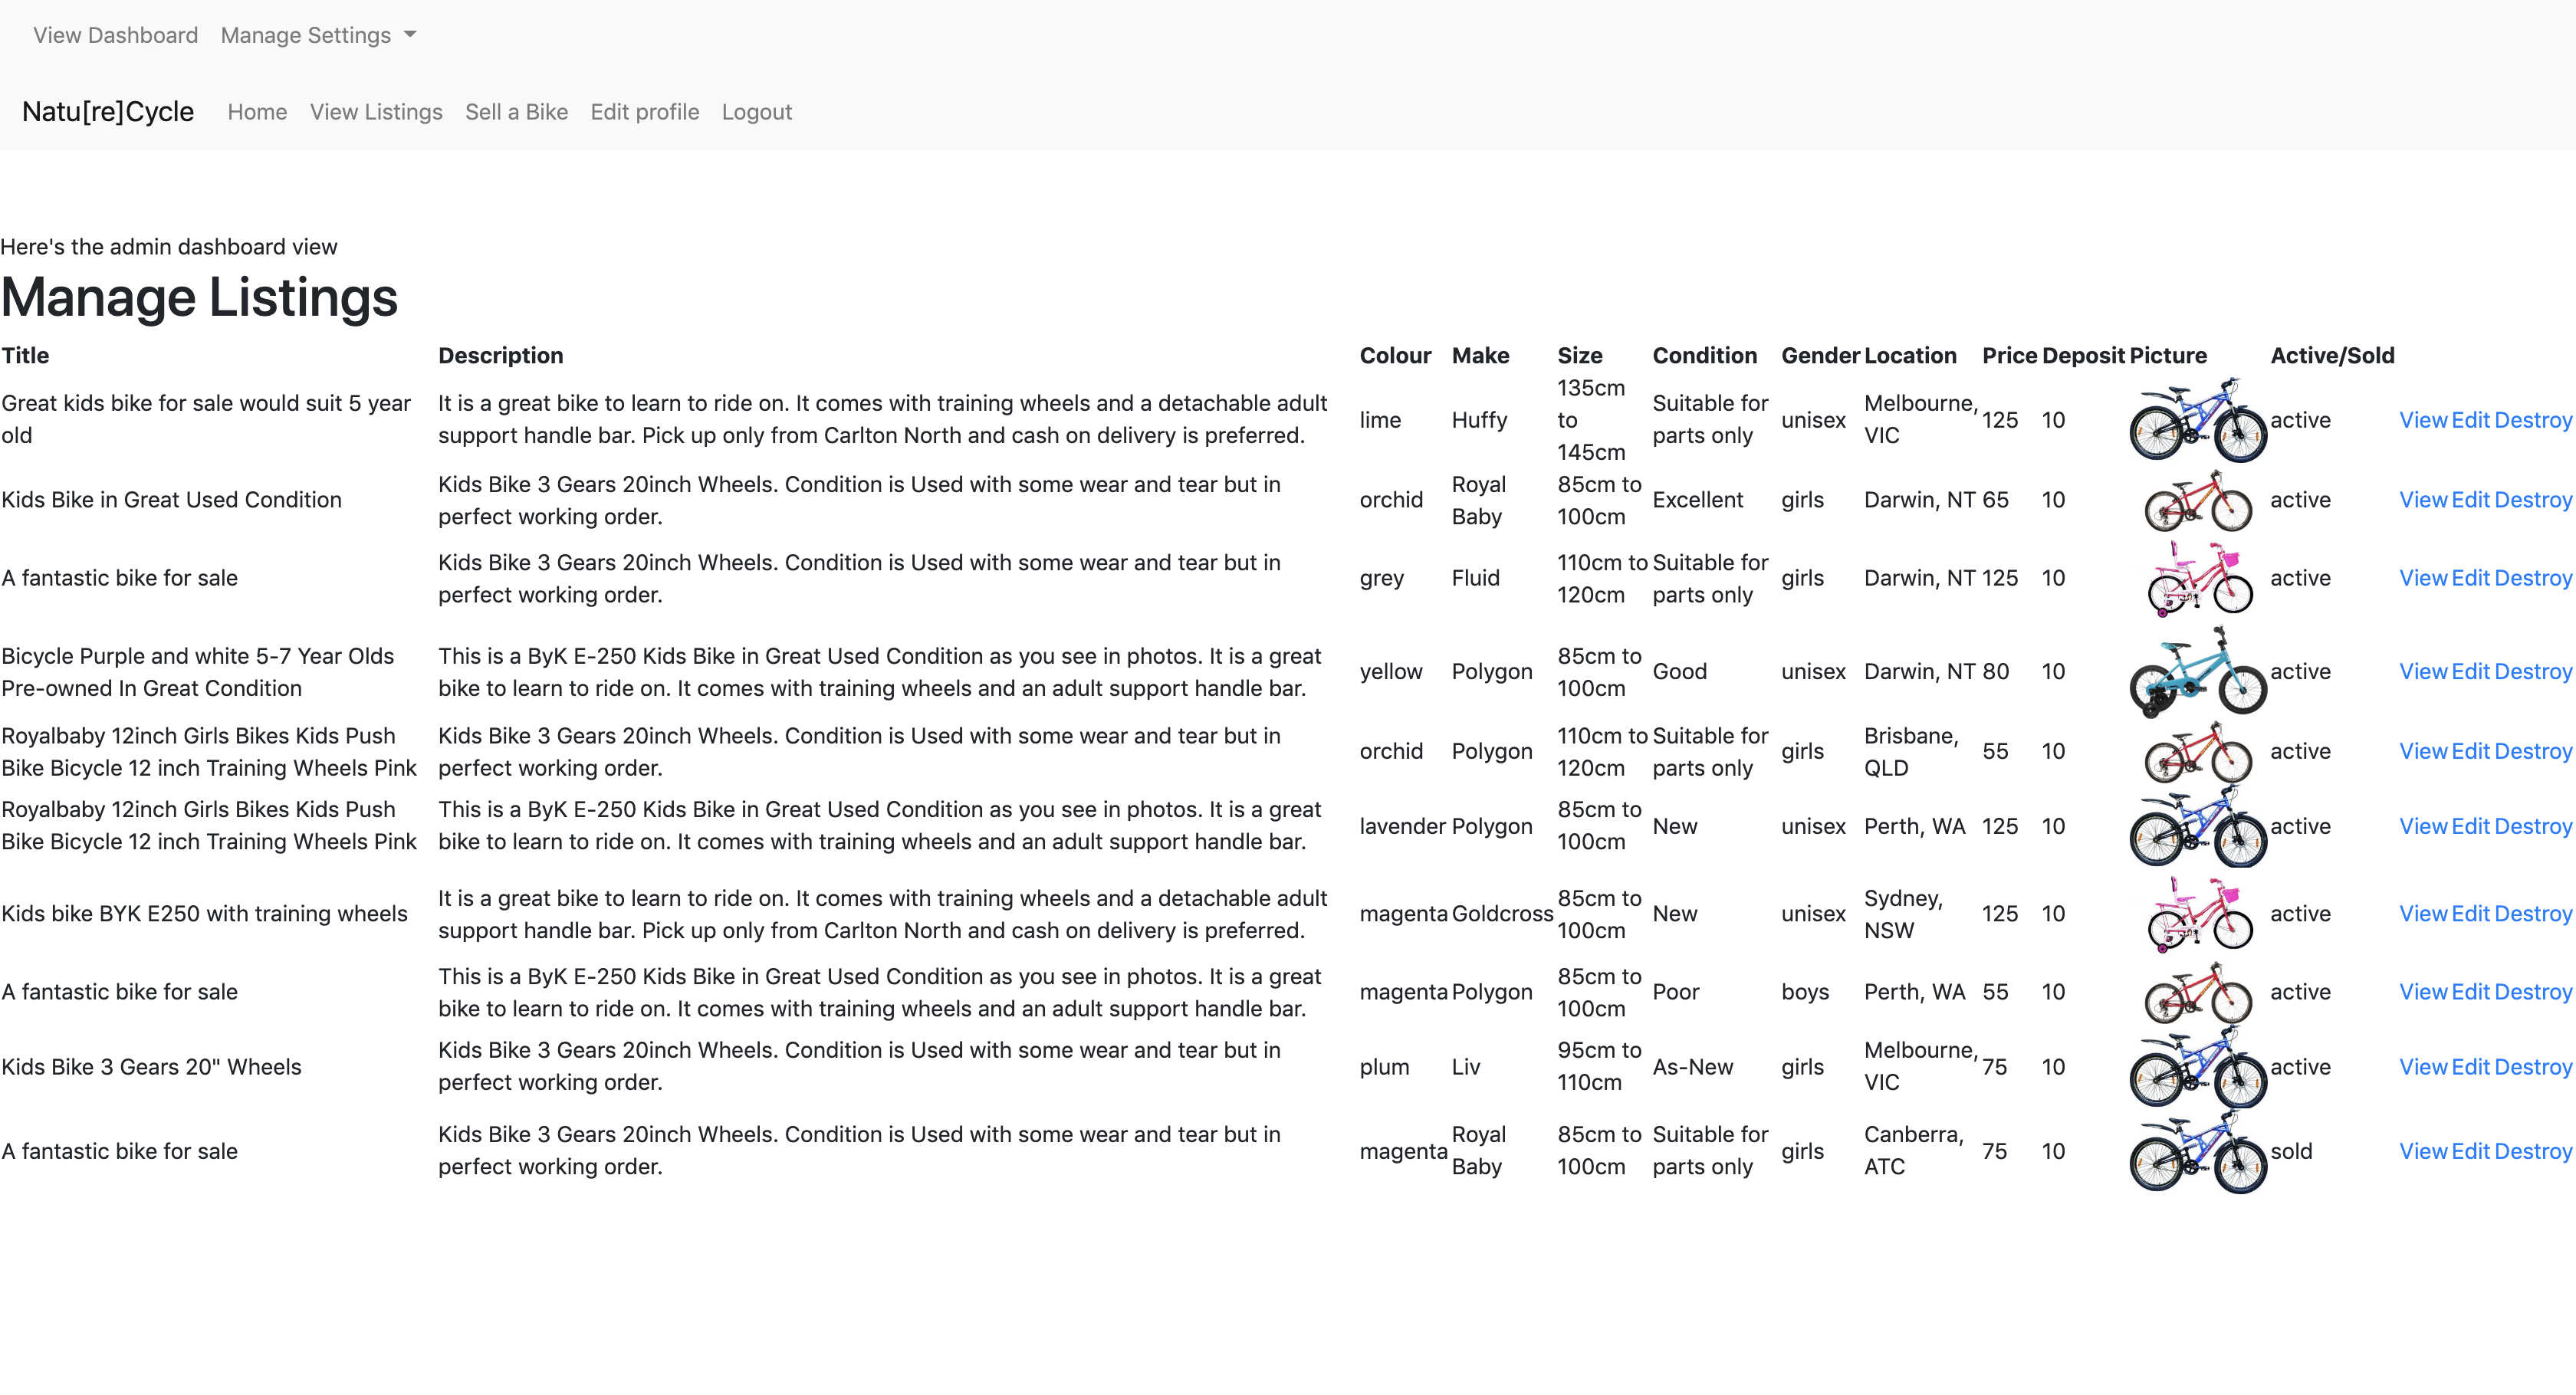 View Dashboard Manage Settings
Natu[re]Cycle Home View Listings Sell a Bike Edit profile Logout
Here's the admin dashboard view
Manage Listings
Title Description Colour Make Size Condition Gender Location Price Deposit Picture Active/Sold
Great kids bike for sale would suit 5 year old It is a great bike to learn to ride on. It comes with training wheels and a detachable adult support handle bar. Pick up only from Carlton North and cash on delivery is preferred. lime Huffy 135cm to 145cm Suitable for parts only unisex Melbourne, VIC 125 10 active View Edit Destroy
Kids Bike in Great Used Condition Kids Bike 3 Gears 20inch Wheels. Condition is Used with some wear and tear but in perfect working order. orchid Royal Baby 85cm to 100cm Excellent girls Darwin, NT 65 10 active View Edit Destroy
A fantastic bike for sale Kids Bike 3 Gears 20inch Wheels. Condition is Used with some wear and tear but in perfect working order. grey Fluid 110cm to 120cm Suitable for parts only girls Darwin, NT 125 10 active View Edit Destroy
Bicycle Purple and white 5-7 Year Olds Pre-owned In Great Condition This is a ByK E-250 Kids Bike in Great Used Condition as you see in photos. It is a great bike to learn to ride on. It comes with training wheels and an adult support handle bar. yellow Polygon 85cm to 100cm Good unisex Darwin, NT 80 10 active View Edit Destroy
Royalbaby 12inch Girls Bikes Kids Push Bike Bicycle 12 inch Training Wheels Pink Kids Bike 3 Gears 20inch Wheels. Condition is Used with some wear and tear but in perfect working order. orchid Polygon 110cm to 120cm Suitable for parts only girls Brisbane, QLD 55 10 active View Edit Destroy
Royalbaby 12inch Girls Bikes Kids Push Bike Bicycle 12 inch Training Wheels Pink This is a ByK E-250 Kids Bike in Great Used Condition as you see in photos. It is a great bike to learn to ride on. It comes with training wheels and an adult support handle bar. lavender Polygon 85cm to 100cm New unisex Perth, WA 125 10 active View Edit Destroy
Kids bike BYK E250 with training wheels It is a great bike to learn to ride on. It comes with training wheels and a detachable adult support handle bar. Pick up only from Carlton North and cash on delivery is preferred. magenta Goldcross 85cm to 100cm New unisex Sydney, NSW 125 10 active View Edit Destroy
A fantastic bike for sale This is a ByK E-250 Kids Bike in Great Used Condition as you see in photos. It is a great bike to learn to ride on. It comes with training wheels and an adult support handle bar. magenta Polygon 85cm to 100cm Poor boys Perth, WA 55 10 active View Edit Destroy
Kids Bike 3 Gears 20" Wheels Kids Bike 3 Gears 20inch Wheels. Condition is Used with some wear and tear but in perfect working order. plum Liv 95cm to 110cm As-New girls Melbourne, VIC 75 10 active View Edit Destroy
A fantastic bike for sale Kids Bike 3 Gears 20inch Wheels. Condition is Used with some wear and tear but in perfect working order. magenta Royal Baby 85cm to 100cm Suitable for parts only girls Canberra, ATC 75 10 sold View Edit Destroy